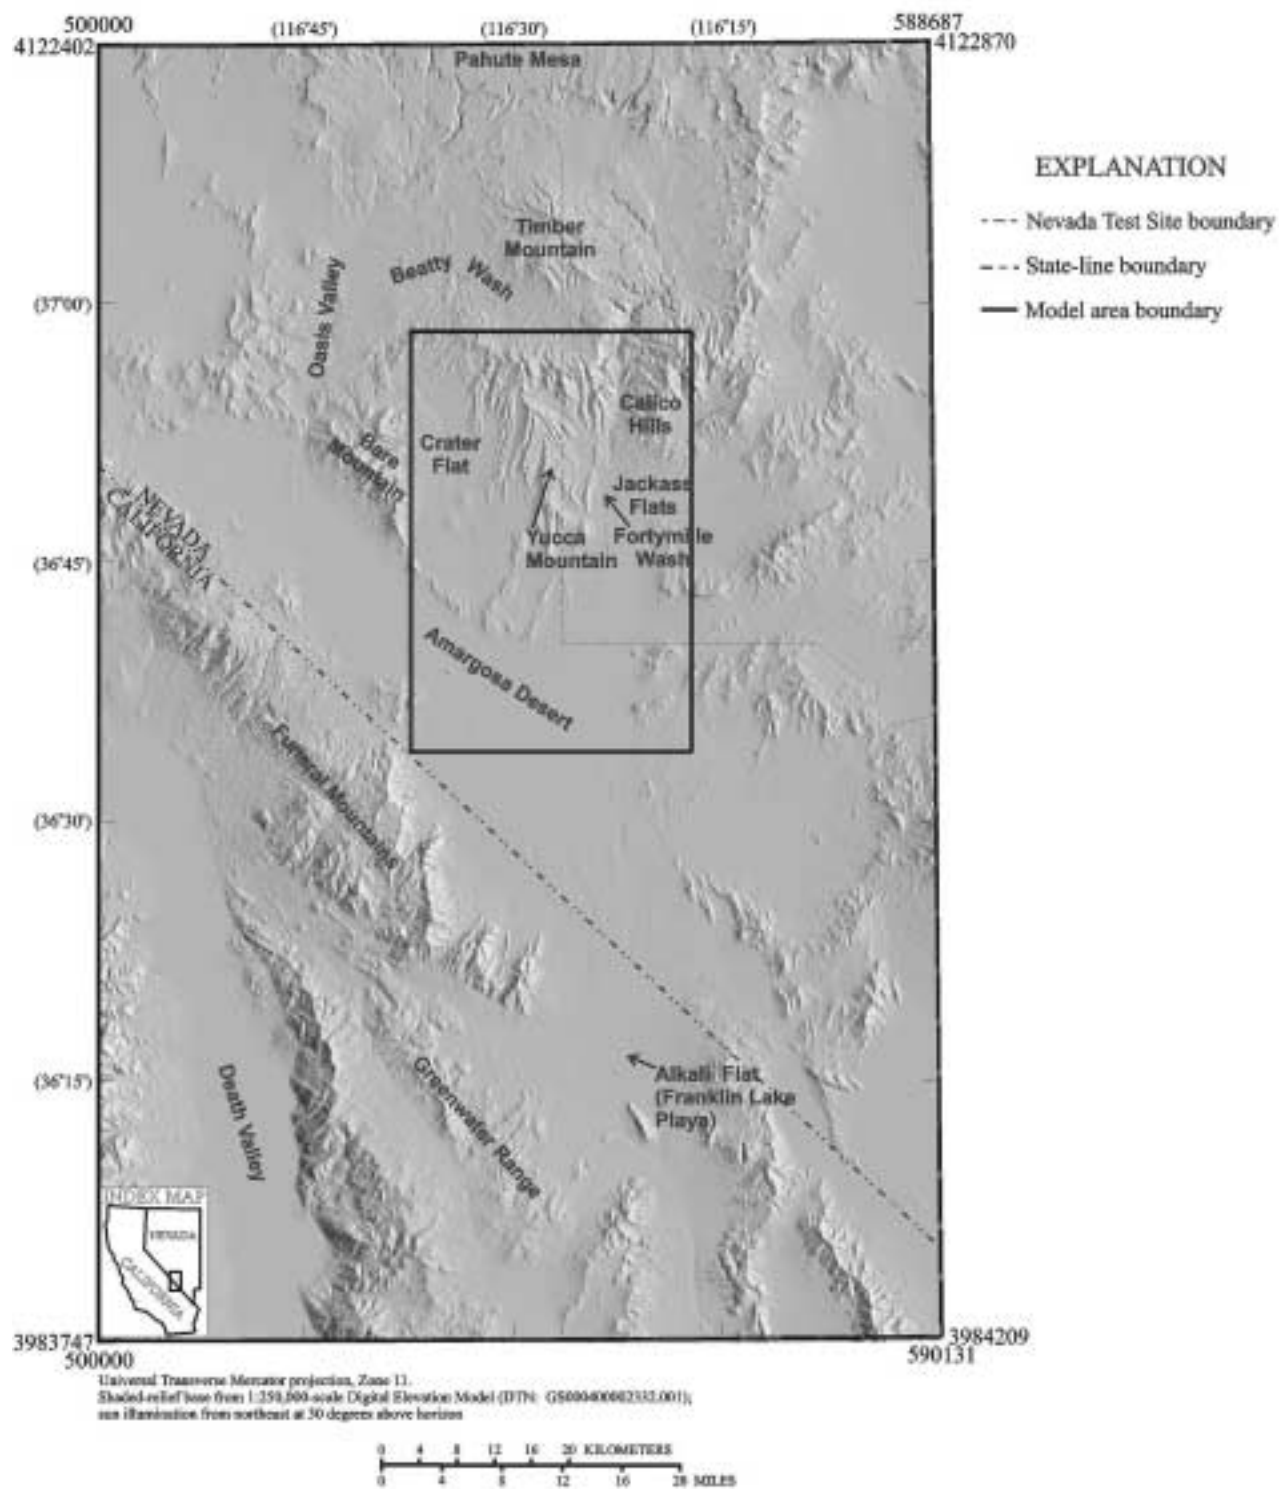 500000
(116°45')
(116°30')
(116°15')
588687
4122402
4122870
Pahute Mesa
EXPLANATION
Nevada Test Site boundary
State-line boundary
Model area boundary
Timber
Mountain
Beatty Wash
Oasis Valley
(37°00')
Calico
Hills
Crater
Flat
Bare
Mountain
Jackass
Flats
NEVADA
CALIFORNIA
Yucca
Mountain
Fortymile
Wash
(36°45')
Amargosa Desert
Funeral Mountains
(36°30')
(36°15')
Death Valley
Greenwater Range
Alkali Flat
(Franklin Lake
Playa)
INDEX MAP
NEVADA
CALIFORNIA
3983747
3984209
500000
590131
Universal Transverse Mercator projection, Zone 11.
Shaded-relief base from 1:250,000-scale Digital Elevation Model (DTN: GS000400002332.001);
sun illumination from northeast at 30 degrees above horizon
0 4 8 12 16 20 KILOMETERS
0 4 8 12 16 20 MILES